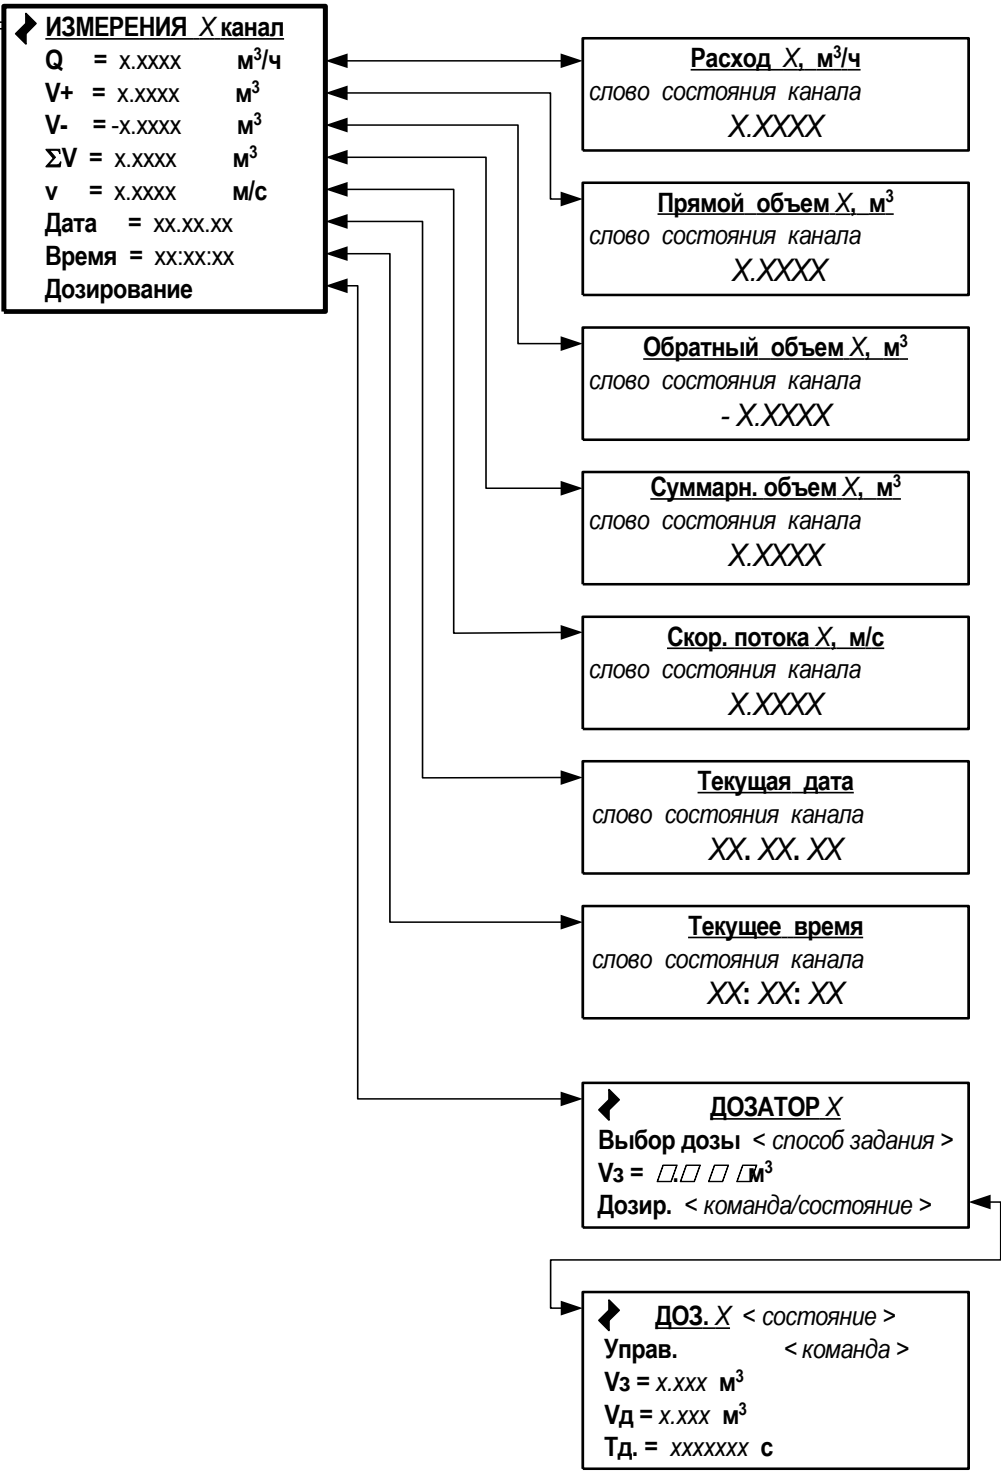 ИЗМЕРЕНИЯ X канал
Q = x.xxxx м³/ч
V+ = x.xxxx м³
V- = -x.xxxx м³
ΣV = x.xxxx м³
v = x.xxxx м/с
Дата = xx.xx.xx
Время = xx:xx:xx
Дозирование
Расход X, м³/ч
слово состояния канала
X.XXXX
Прямой объем X, м³
слово состояния канала
X.XXXX
Обратный объем X, м³
слово состояния канала
- X.XXXX
Суммарн. объем X, м³
слово состояния канала
X.XXXX
Скор. потока X, м/с
слово состояния канала
X.XXXX
Текущая дата
слово состояния канала
XX. XX. XX
Текущее время
слово состояния канала
XX: XX: XX
ДОЗАТОР X
Выбор дозы < способ задания >
Vз = ▯.▯ ▯ ▯м³
Дозир. < команда/состояние >
ДОЗ. X < состояние >
Управ. < команда >
Vз = x.xxx м³
Vд = x.xxx м³
Тд. = xxxxxxx с